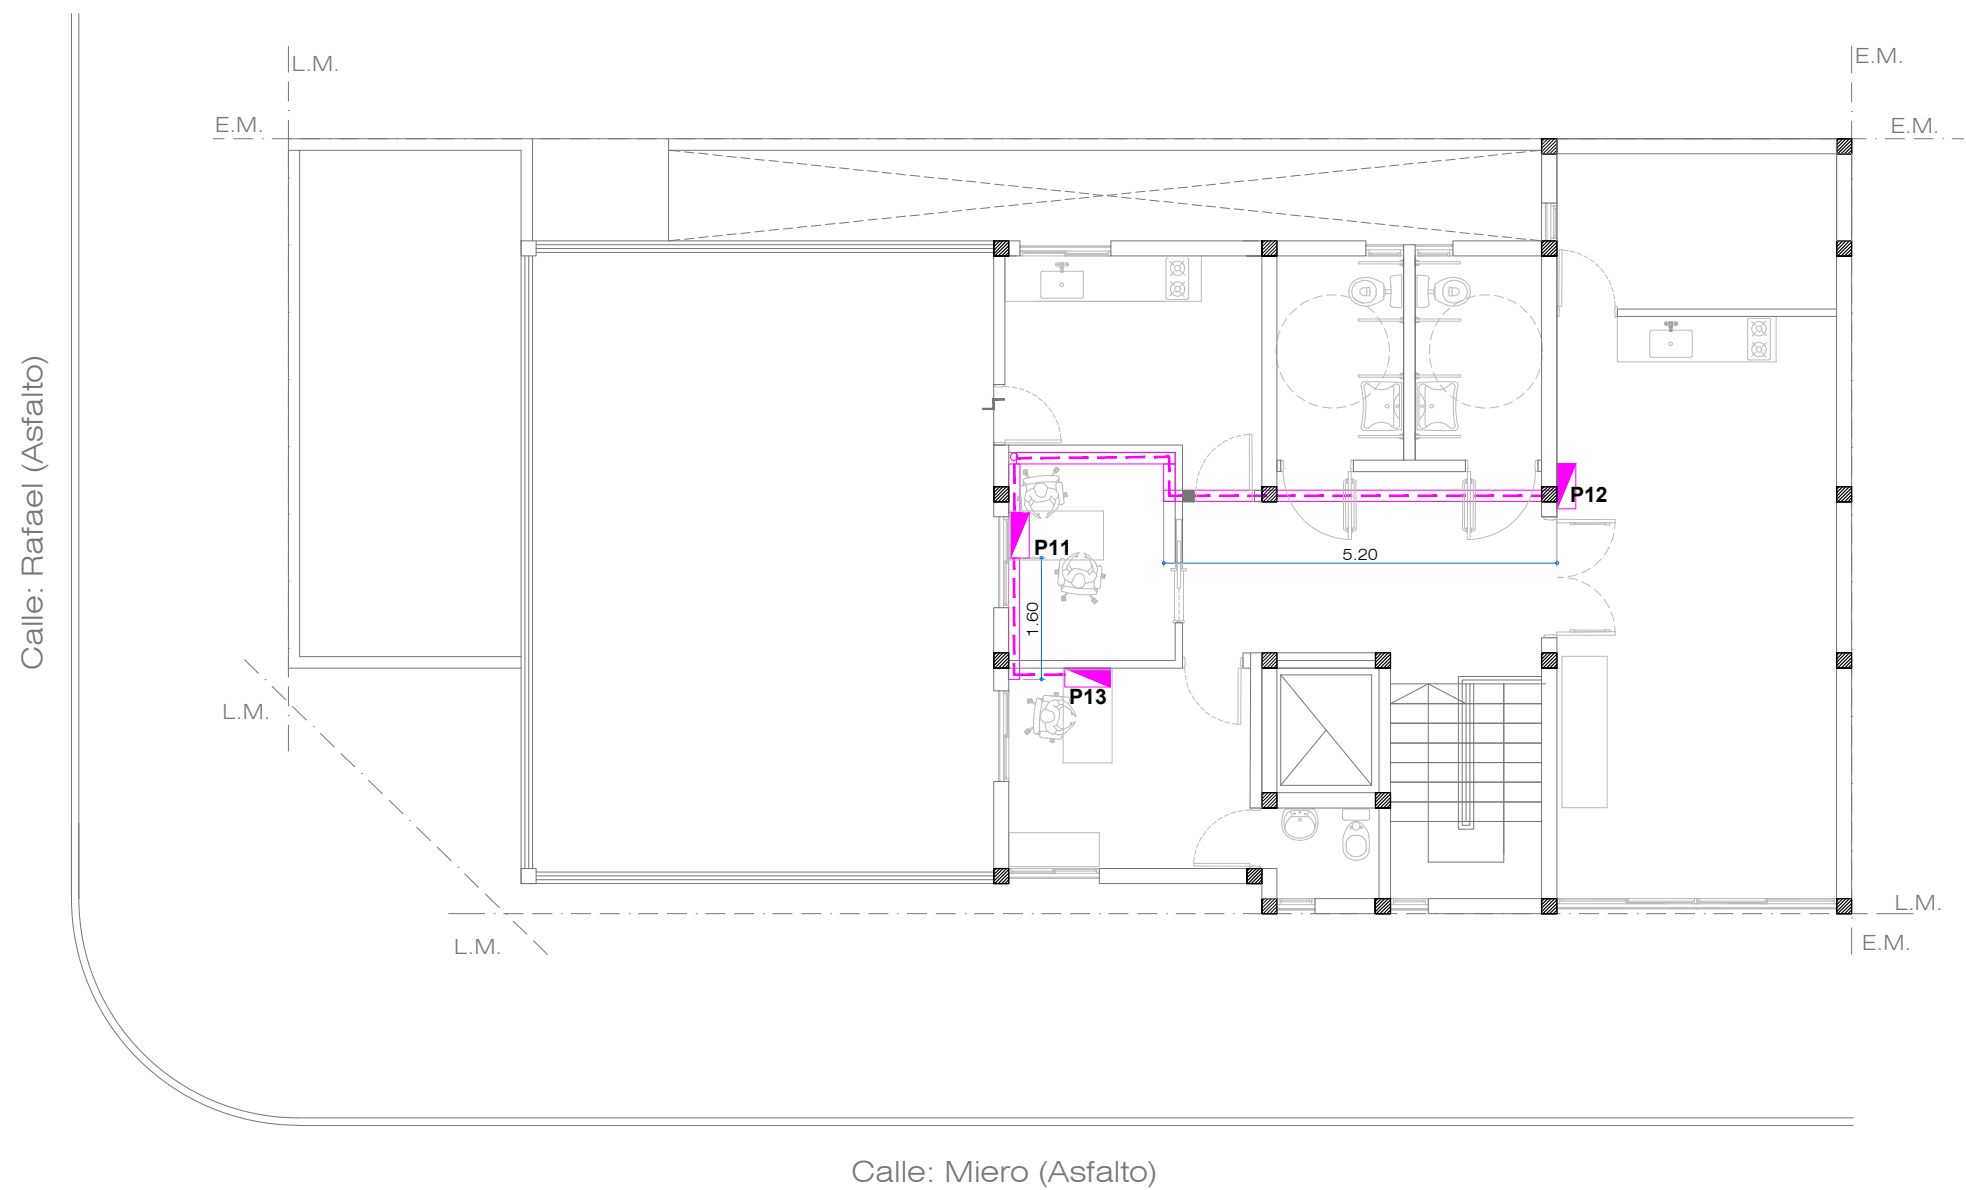 L.M.
E.M.
E.M.
E.M.
P12
P11
5.20
1.60
Calle: Rafael (Asfalto)
P13
L.M.
L.M.
L.M.
E.M.
Calle: Miero (Asfalto)